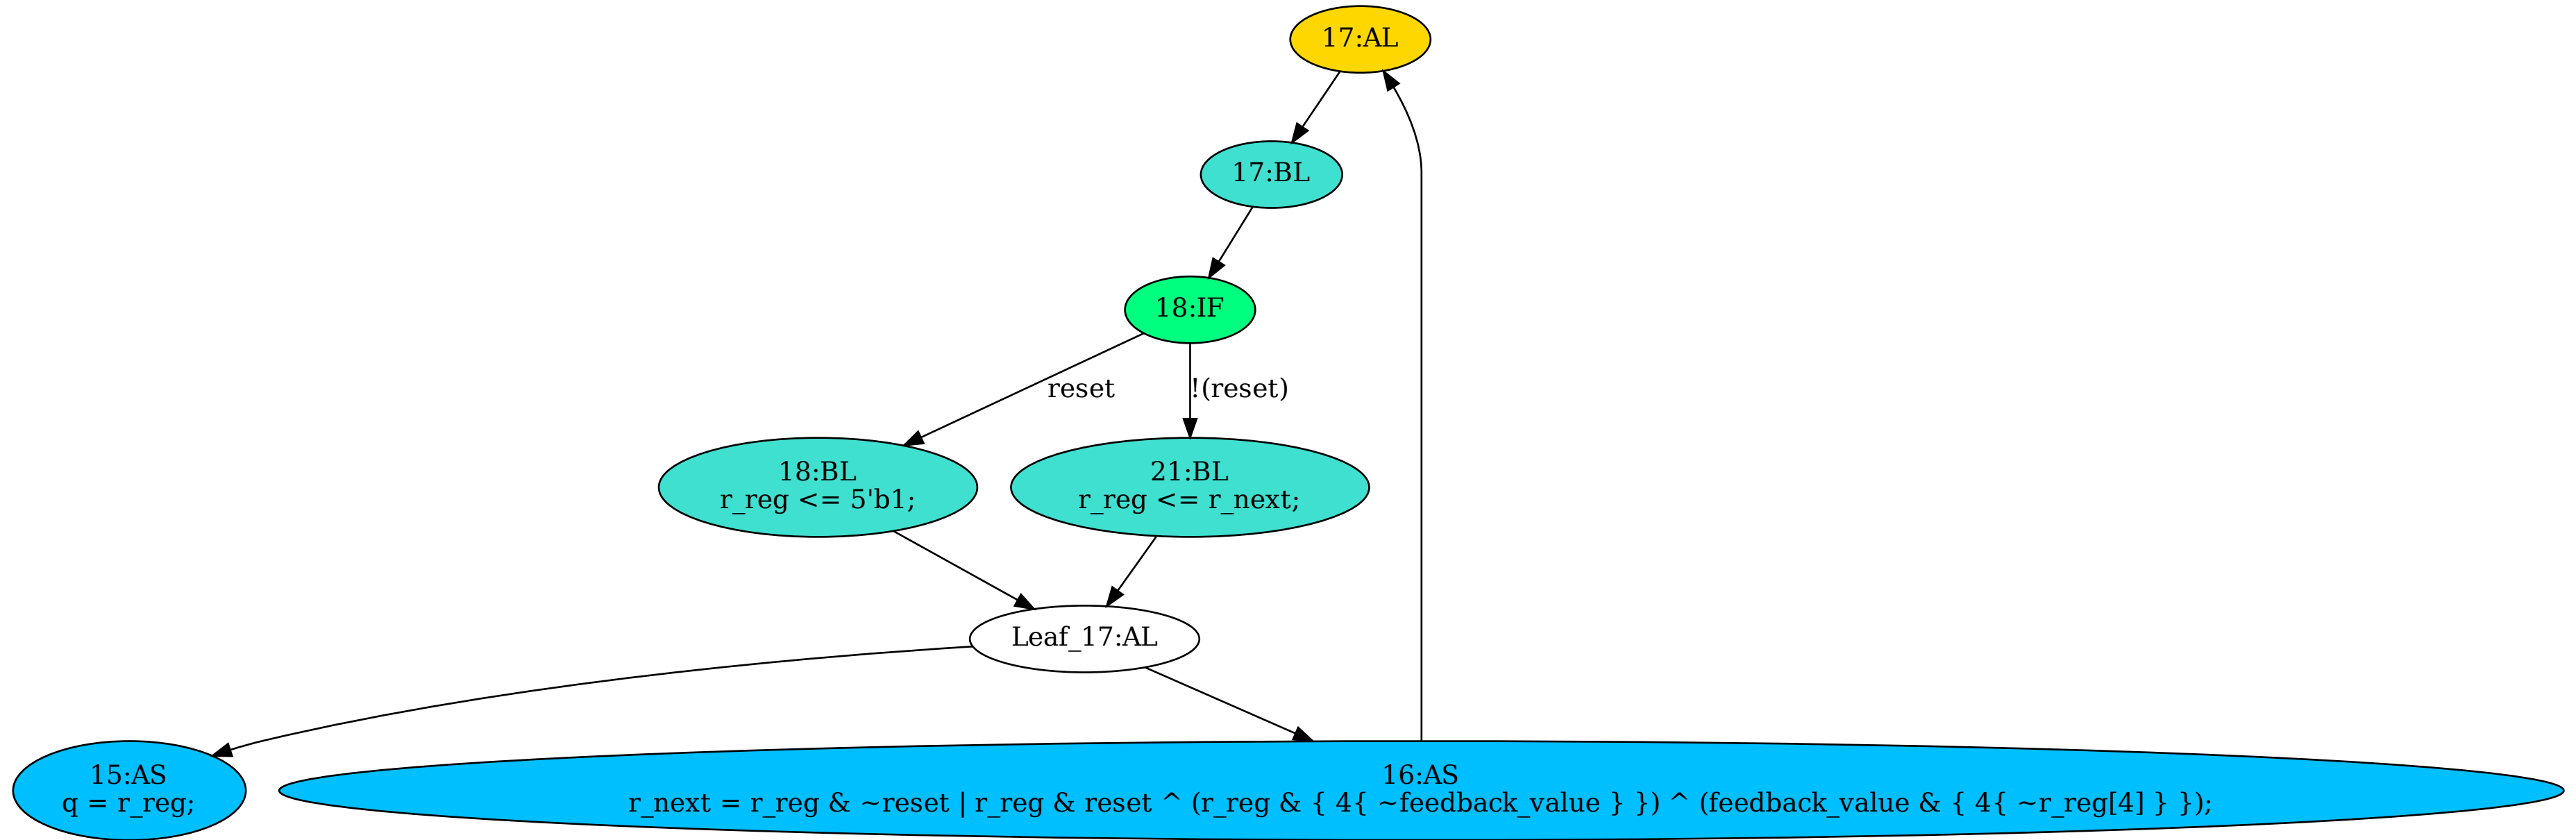 17:AL
17:BL
18:IF
reset
!(reset)
18:BL
r_reg <= 5'b1;
21:BL
r_reg <= r_next;
Leaf_17:AL
15:AS
q = r_reg;
16:AS
r_next = r_reg & ~reset | r_reg & reset ^ (r_reg & { 4{ ~feedback_value } }) ^ (feedback_value & { 4{ ~r_reg[4] } });